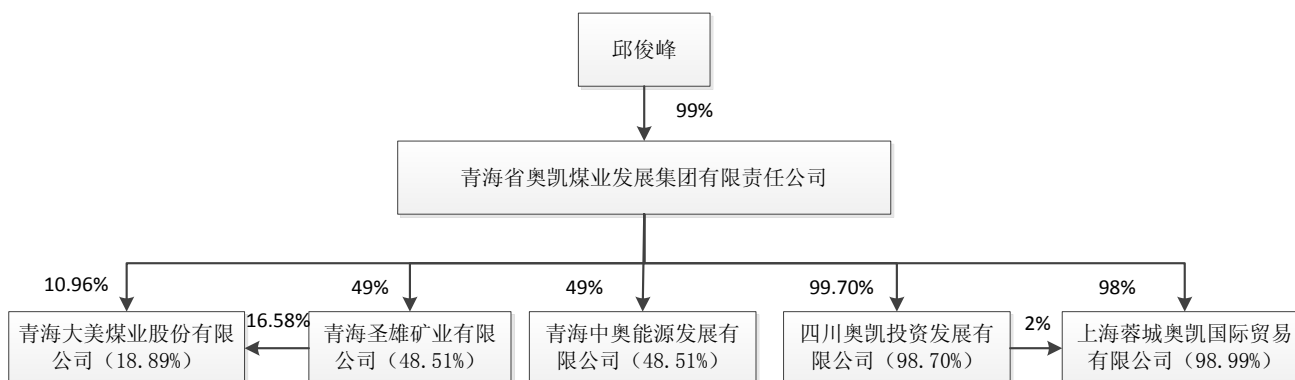 邱俊峰
99%
青海省奥凯煤业发展集团有限责任公司
10.96%
49%
49%
99.70%
98%
青海大美煤业股份有限
公司（18.89%）
16.58%
青海圣雄矿业有限公
司（48.51%）
青海中奥能源发展有
限公司（48.51%）
四川奥凯投资发展有
限公司（98.70%）
2%
上海蓉城奥凯国际贸易
有限公司（98.99%）